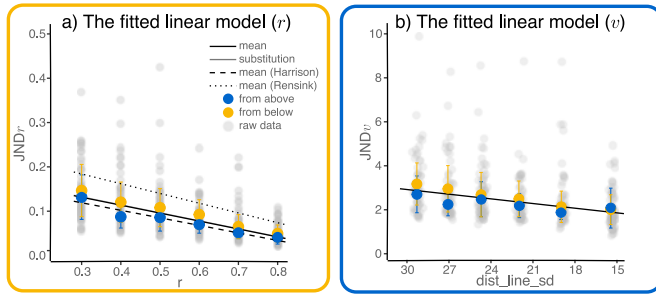 a) The fitted linear model (r)
0.5
0.4
0.3
0.2
0.1
0.0
JNDr
mean
substitution
mean (Harrison)
mean (Rensink)
from above
from below
raw data
0.3 0.4 0.5 0.6 0.7 0.8
r
b) The fitted linear model (v)
10
8
6
4
2
0
JNDv
30 27 24 21 18 15
dist_line_sd